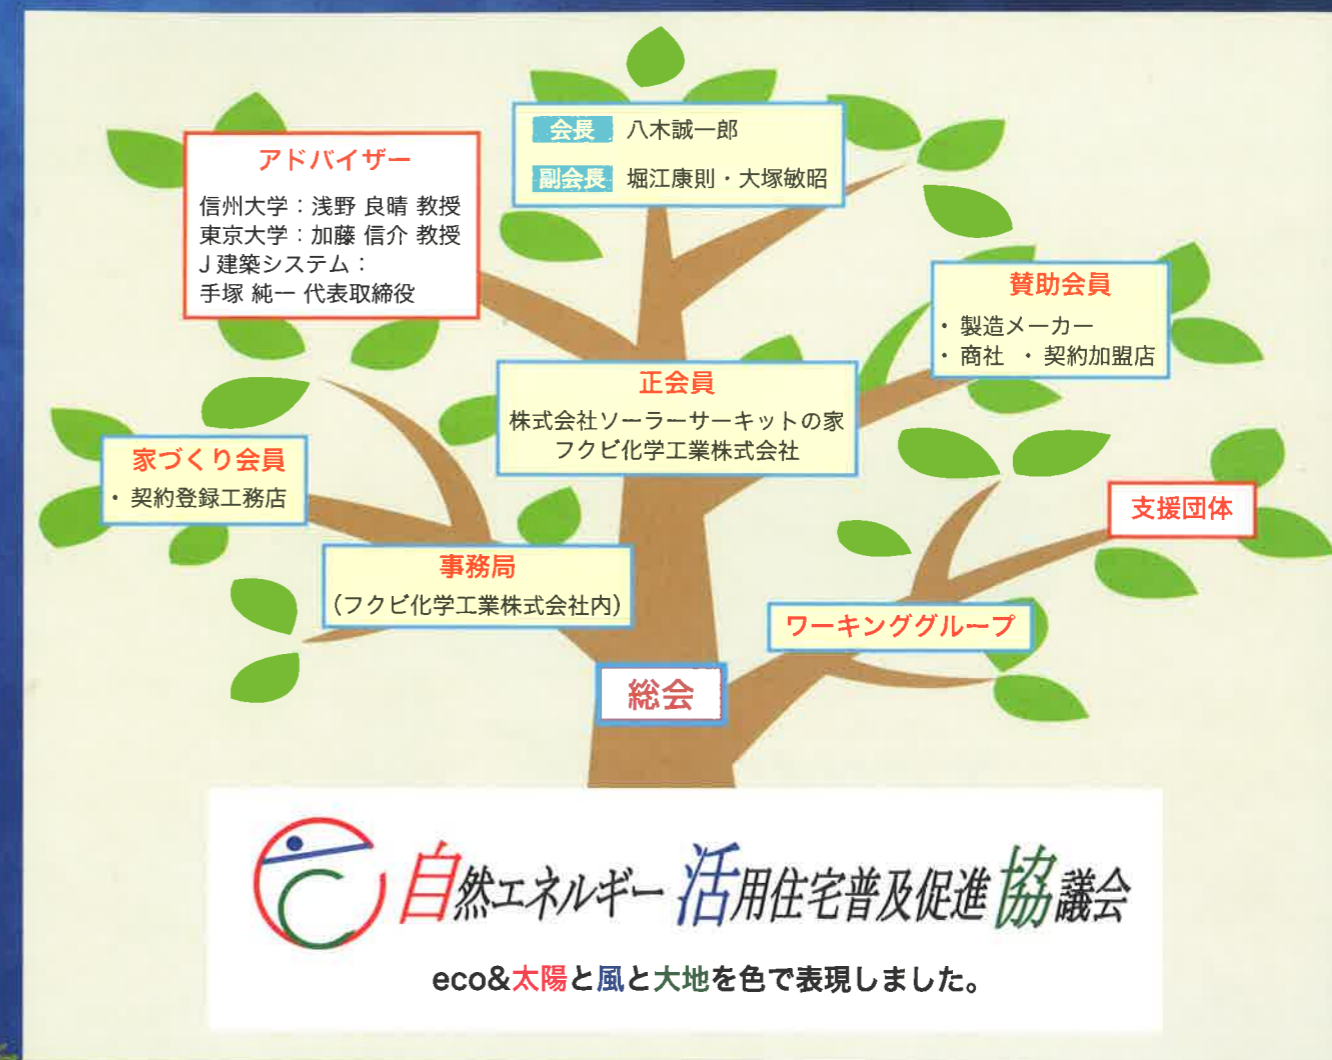 会長 八木誠一郎
副会長 堀江康則・大塚敏昭
アドバイザー
信州大学：浅野 良晴 教授
東京大学：加藤 信介 教授
J建築システム：
手塚 純一 代表取締役
賛助会員
・ 製造メーカー
・ 商社 ・ 契約加盟店
正会員
株式会社ソーラーサーキットの家
フクビ化学工業株式会社
家づくり会員
・ 契約登録工務店
支援団体
事務局
（フクビ化学工業株式会社内）
ワーキンググループ
総会
自然エネルギー活用住宅普及促進協議会
eco&太陽と風と大地を色で表現しました。